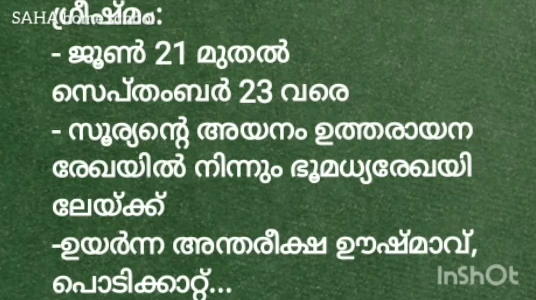 SAHA
ഗ്രീഷ്മം:
- ജൂൺ 21 മുതൽ
സെപ്തംബർ 23 വരെ
- സൂര്യന്റെ അയനം ഉത്തരായന
രേഖയിൽ നിന്നും ഭൂമധ്യരേഖയി
ലേയ്ക്ക്
-ഉയർന്ന അന്തരീക്ഷ ഊഷ്മാവ്,
പൊടിക്കാറ്റ്...
InShOt